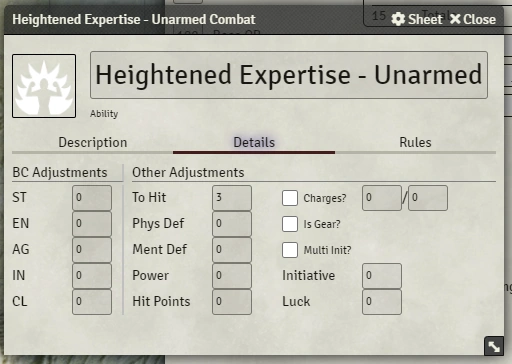 Heightened Expertise - Unarmed Combat Sheet Close
15 Total
Heightened Expertise - Unarmed
Ability
Description Details Rules
BC Adjustments Other Adjustments
ST 0 To Hit 3 Charges? 0 / 0
EN 0 Phys Def 0 Is Gear?
AG 0 Ment Def 0 Multi Init?
IN 0 Power 0 Initiative 0
CL 0 Hit Points 0 Luck 0